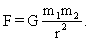 F = G m₁m₂ / r² .